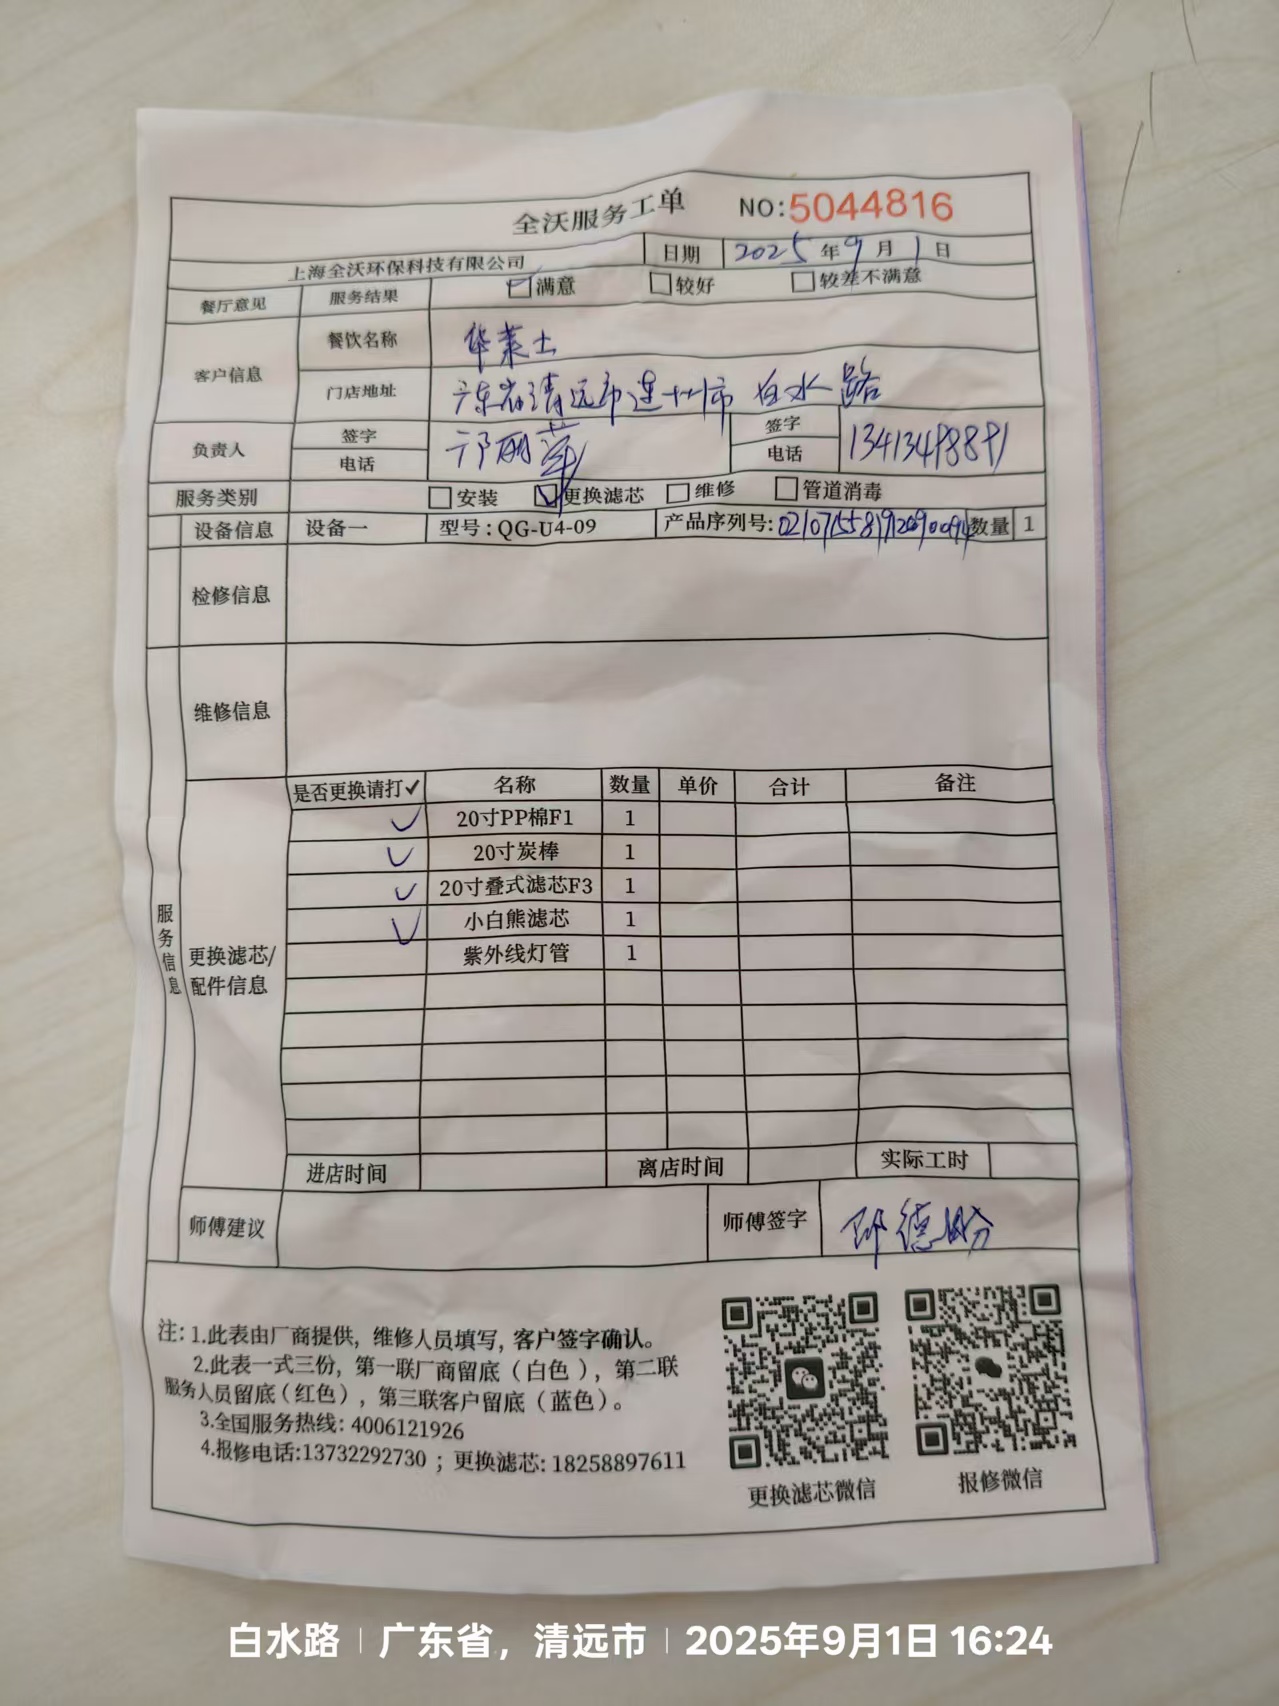 全沃服务工单 NO:5044816
上海全沃环保科技有限公司 日期 2025年9月1日
餐厅意见 服务结果 ☑满意 □较好 □较差不满意
客户信息 餐饮名称 华莱士
门店地址 广东省清远市连州市 白水路
负责人 签字 邝丽萍 签字
电话 电话
服务类别 □安装 ☑更换滤芯 □维修 □管道消毒
设备信息 设备一 型号:QG-U4-09 产品序列号: 数量 1
检修信息
维修信息
服务信息
更换滤芯/配件信息
是否更换请打✓ 名称 数量 单价 合计 备注
✓ 20寸PP棉F1 1
✓ 20寸炭棒 1
✓ 20寸叠式滤芯F3 1
✓ 小白熊滤芯 1
紫外线灯管 1
进店时间 离店时间 实际工时
师傅建议 师傅签字
注:1.此表由厂商提供，维修人员填写，客户签字确认。
2.此表一式三份，第一联厂商留底（白色），第二联
服务人员留底（红色），第三联客户留底（蓝色）。
3.全国服务热线: 4006121926
4.报修电话:13732292730；更换滤芯: 18258897611
更换滤芯微信 报修微信
白水路 | 广东省，清远市 | 2025年9月1日 16:24